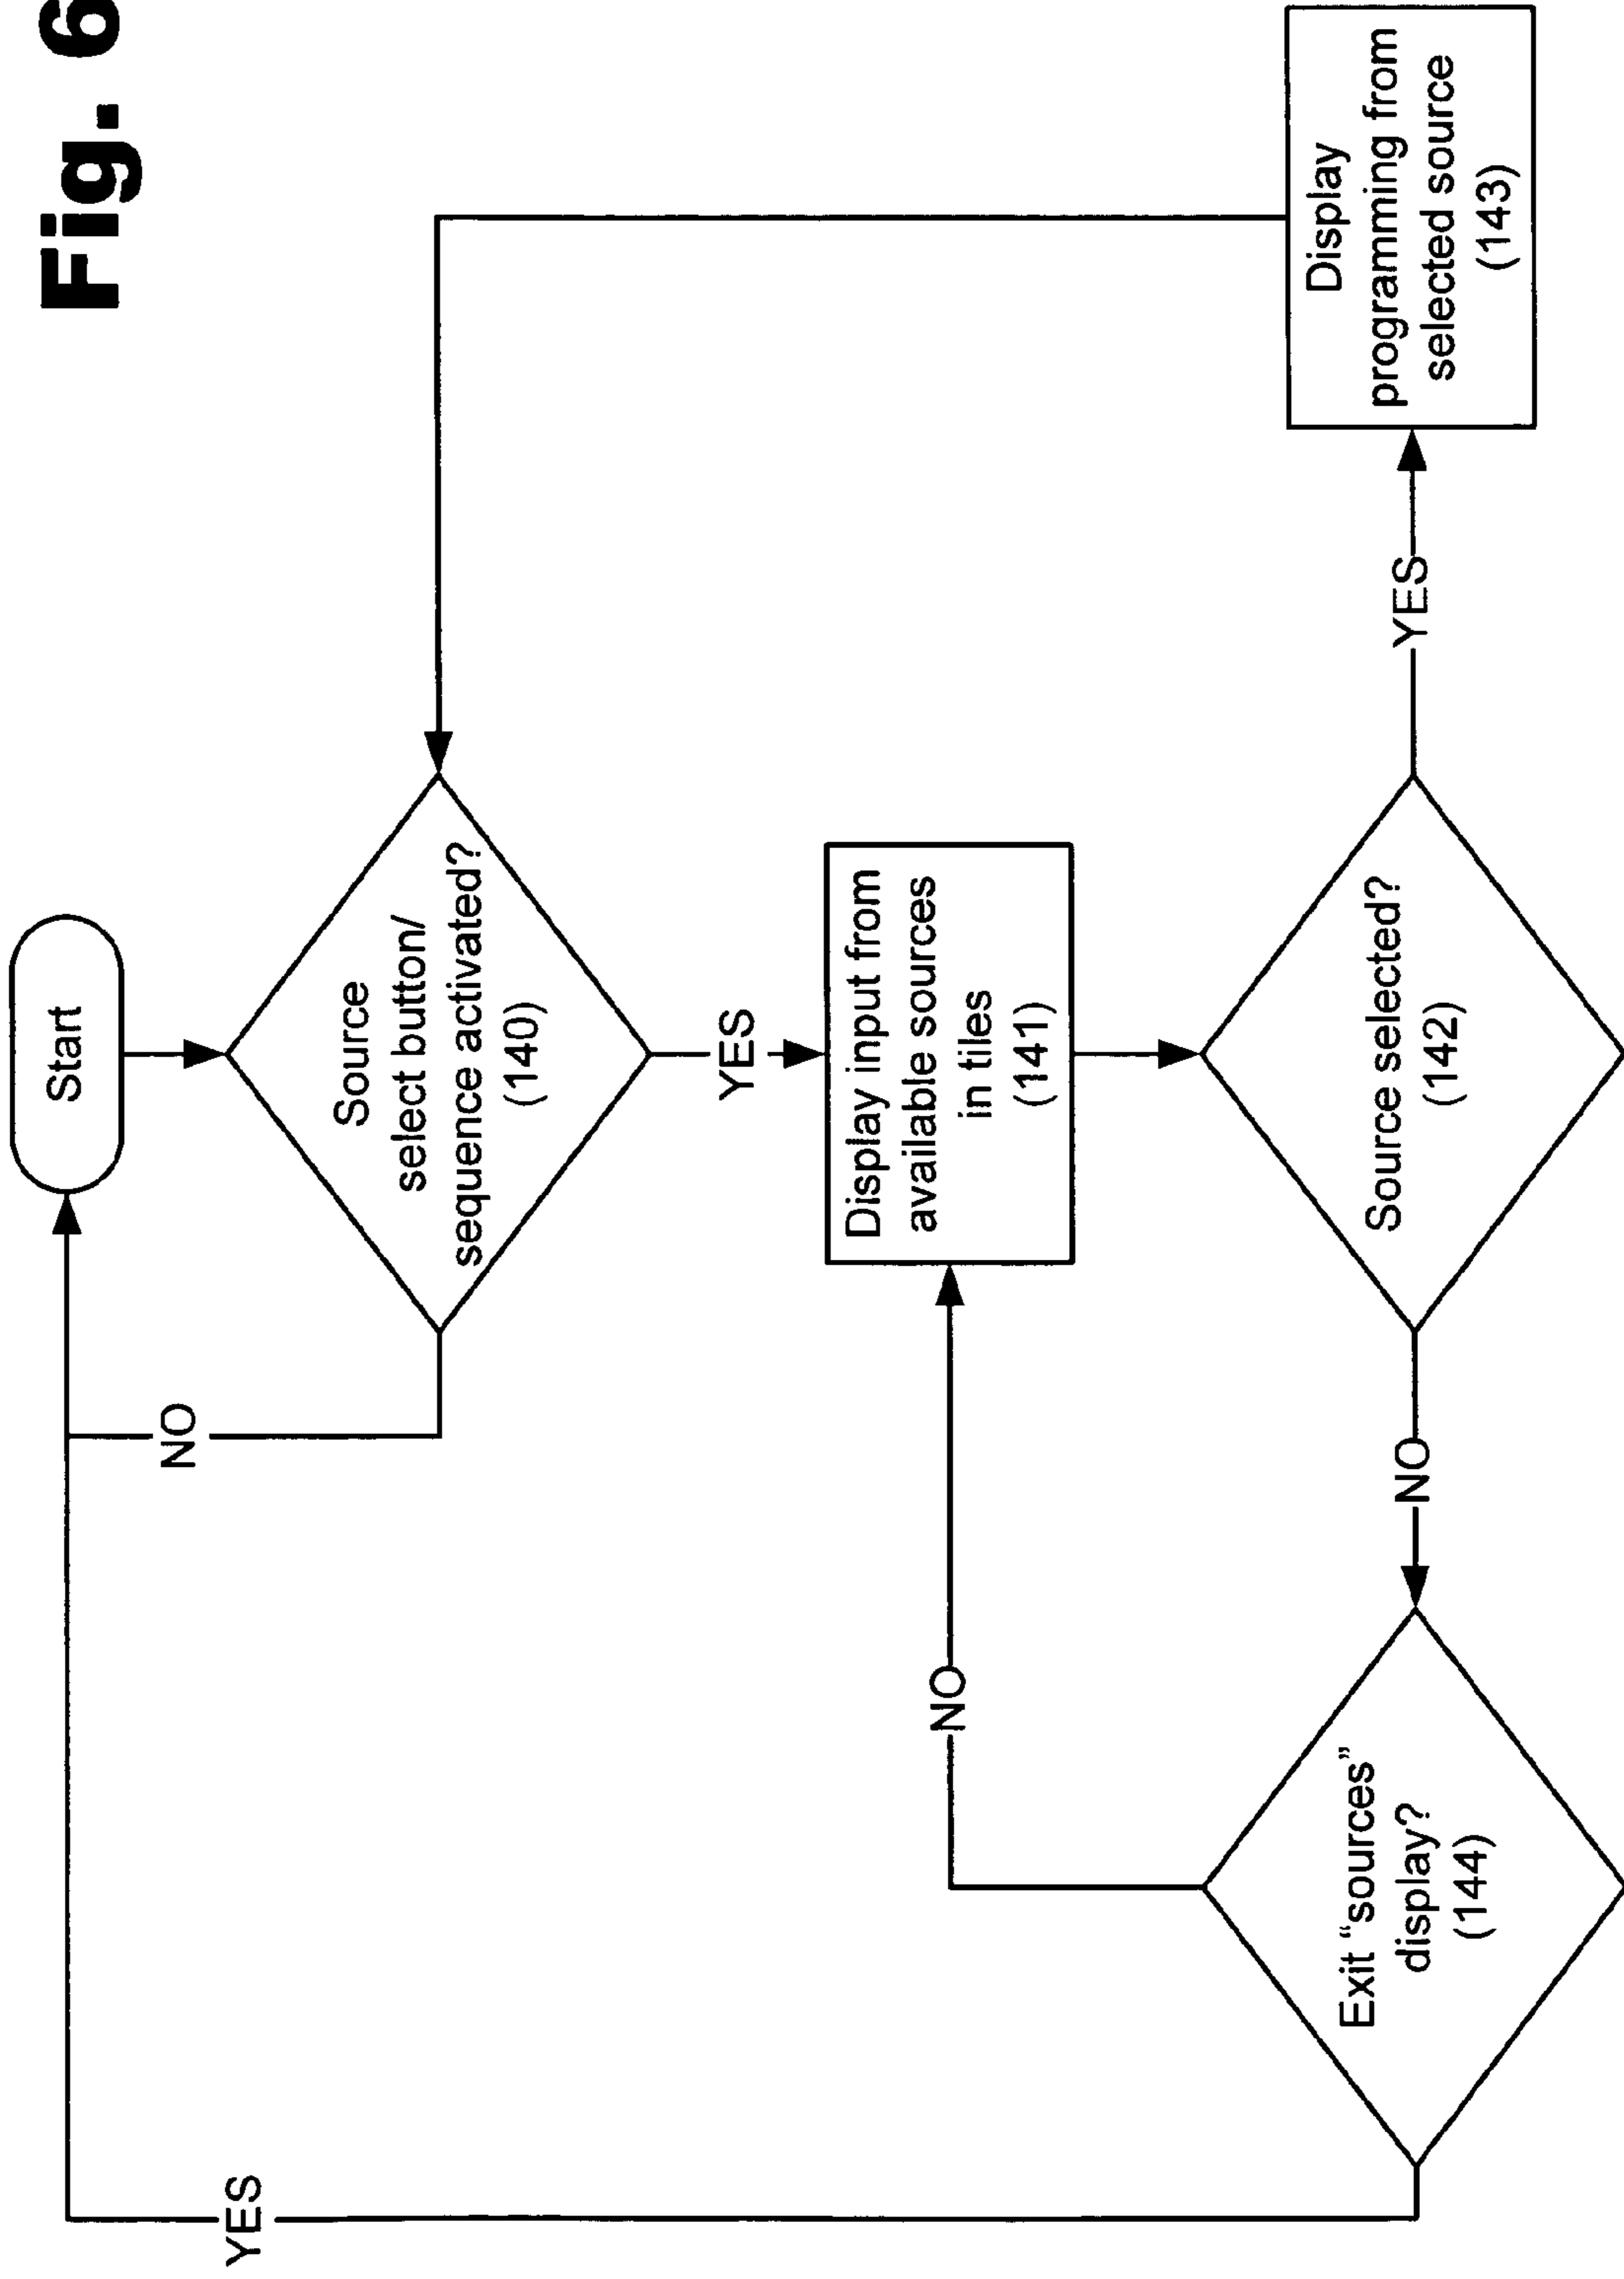 Fig. 6
Start
Source
select button/
sequence activated?
(140)
NO
YES
Display input from
available sources
in tiles
(141)
Source selected?
(142)
YES
Display
programming from
selected source
(143)
NO
Exit “sources”
display?
(144)
NO
YES